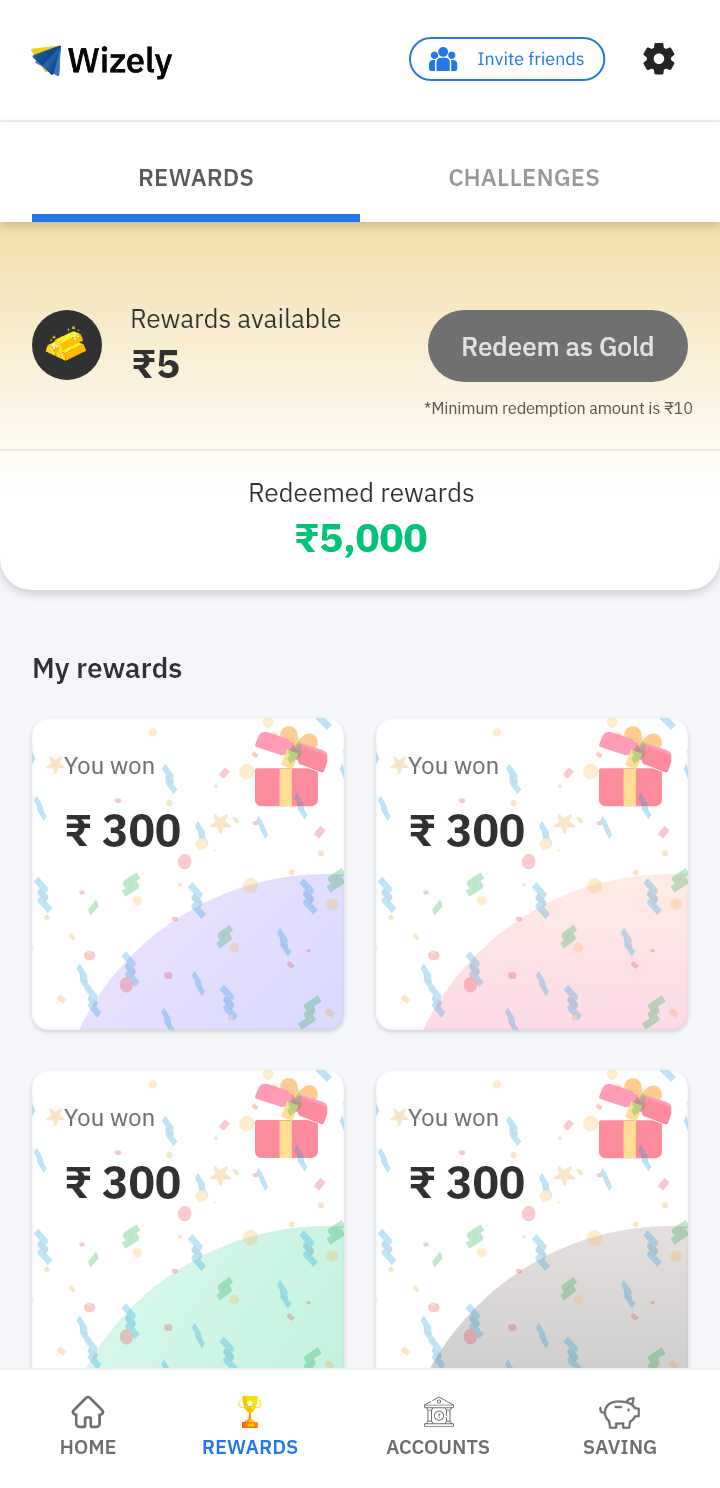 Wizely
Invite friends
REWARDS
CHALLENGES
Rewards available
₹5
Redeem as Gold
*Minimum redemption amount is ₹10
Redeemed rewards
₹5,000
My rewards
You won
₹ 300
You won
₹ 300
You won
₹ 300
You won
₹ 300
HOME
REWARDS
ACCOUNTS
SAVING